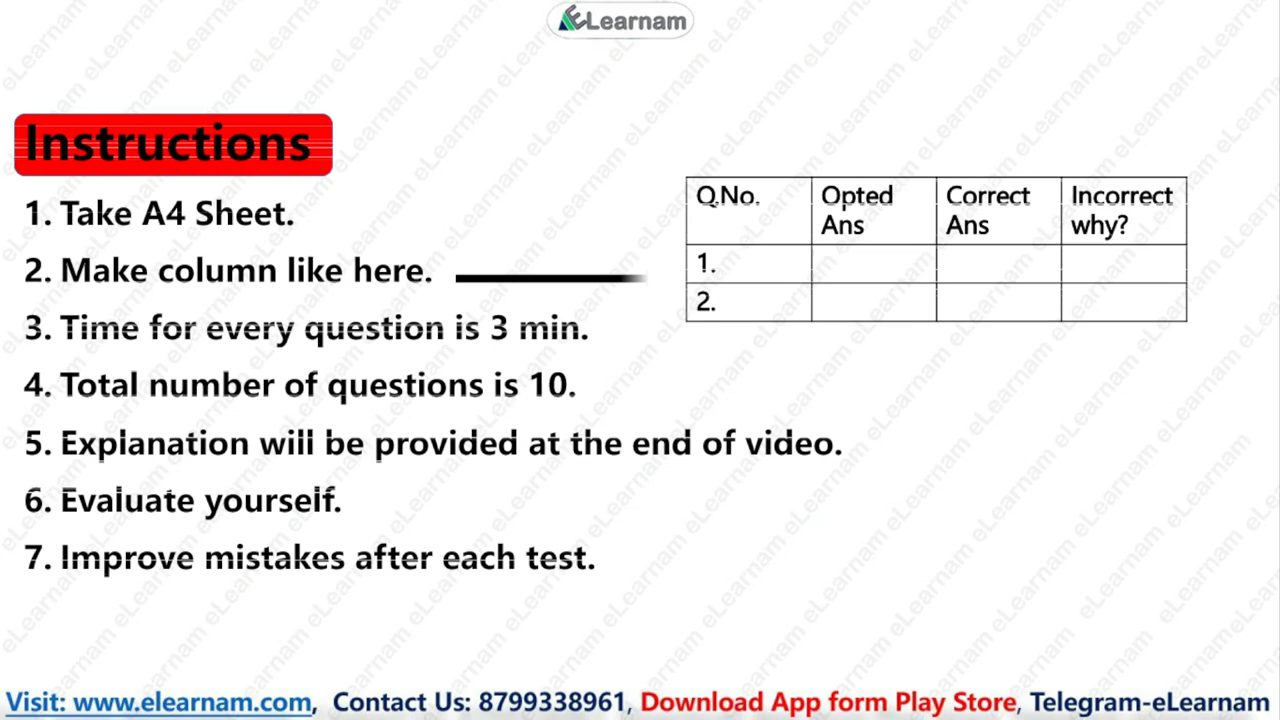 ELearnam
Instructions
1. Take A4 Sheet.
2. Make column like here.
3. Time for every question is 3 min.
4. Total number of questions is 10.
5. Explanation will be provided at the end of video.
6. Evaluate yourself.
7. Improve mistakes after each test.
Q.No. Opted Ans Correct Ans Incorrect why?
1.
2.
Visit: www.elearnam.com, Contact Us: 8799338961, Download App form Play Store, Telegram-eLearnam